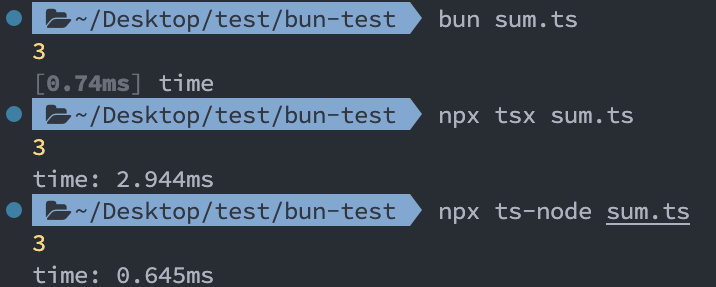 ~/Desktop/test/bun-test bun sum.ts
3
[0.74ms] time
~/Desktop/test/bun-test npx tsx sum.ts
3
time: 2.944ms
~/Desktop/test/bun-test npx ts-node sum.ts
3
time: 0.645ms